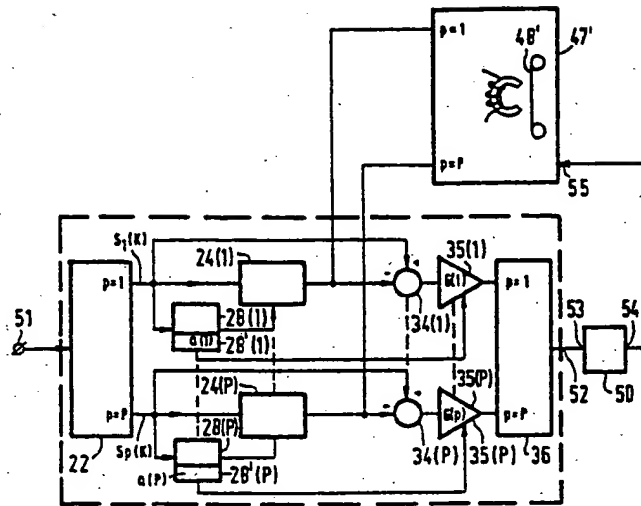 48'
47'
p=1
p=P
55
51
S₁(K)
p=1
24(1)
35(1)
G(1)
p=1
28(1)
a(1)
28'(1)
34(1)
53
54
24(P)
28(P)
35(P)
52
50
p=P
G(p)
p=P
22
Sp(K)
a(P)
28'(P)
34(P)
35(P)
36